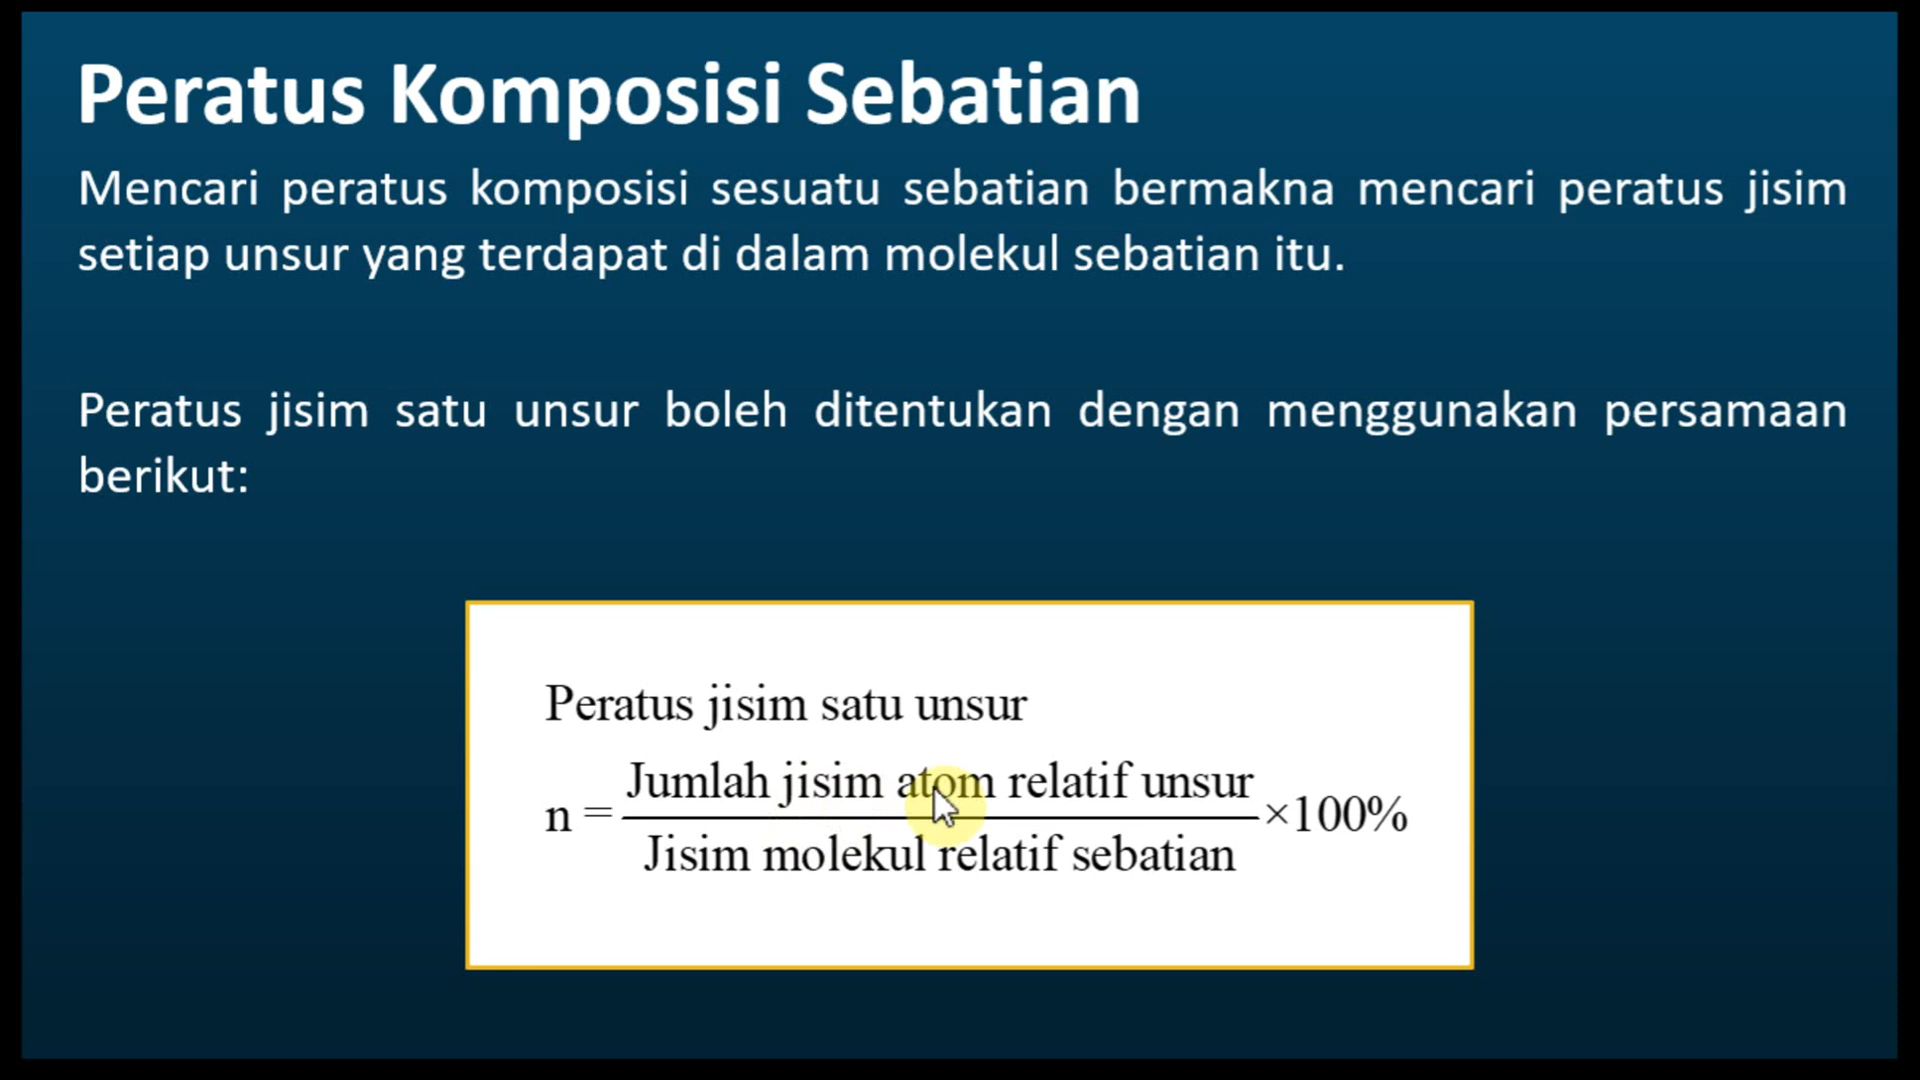 Peratus Komposisi Sebatian
Mencari peratus komposisi sesuatu sebatian bermakna mencari peratus jisim
setiap unsur yang terdapat di dalam molekul sebatian itu.
Peratus jisim satu unsur boleh ditentukan dengan menggunakan persamaan
berikut:
Peratus jisim satu unsur
n = Jumlah jisim atom relatif unsur ×100%
Jisim molekul relatif sebatian